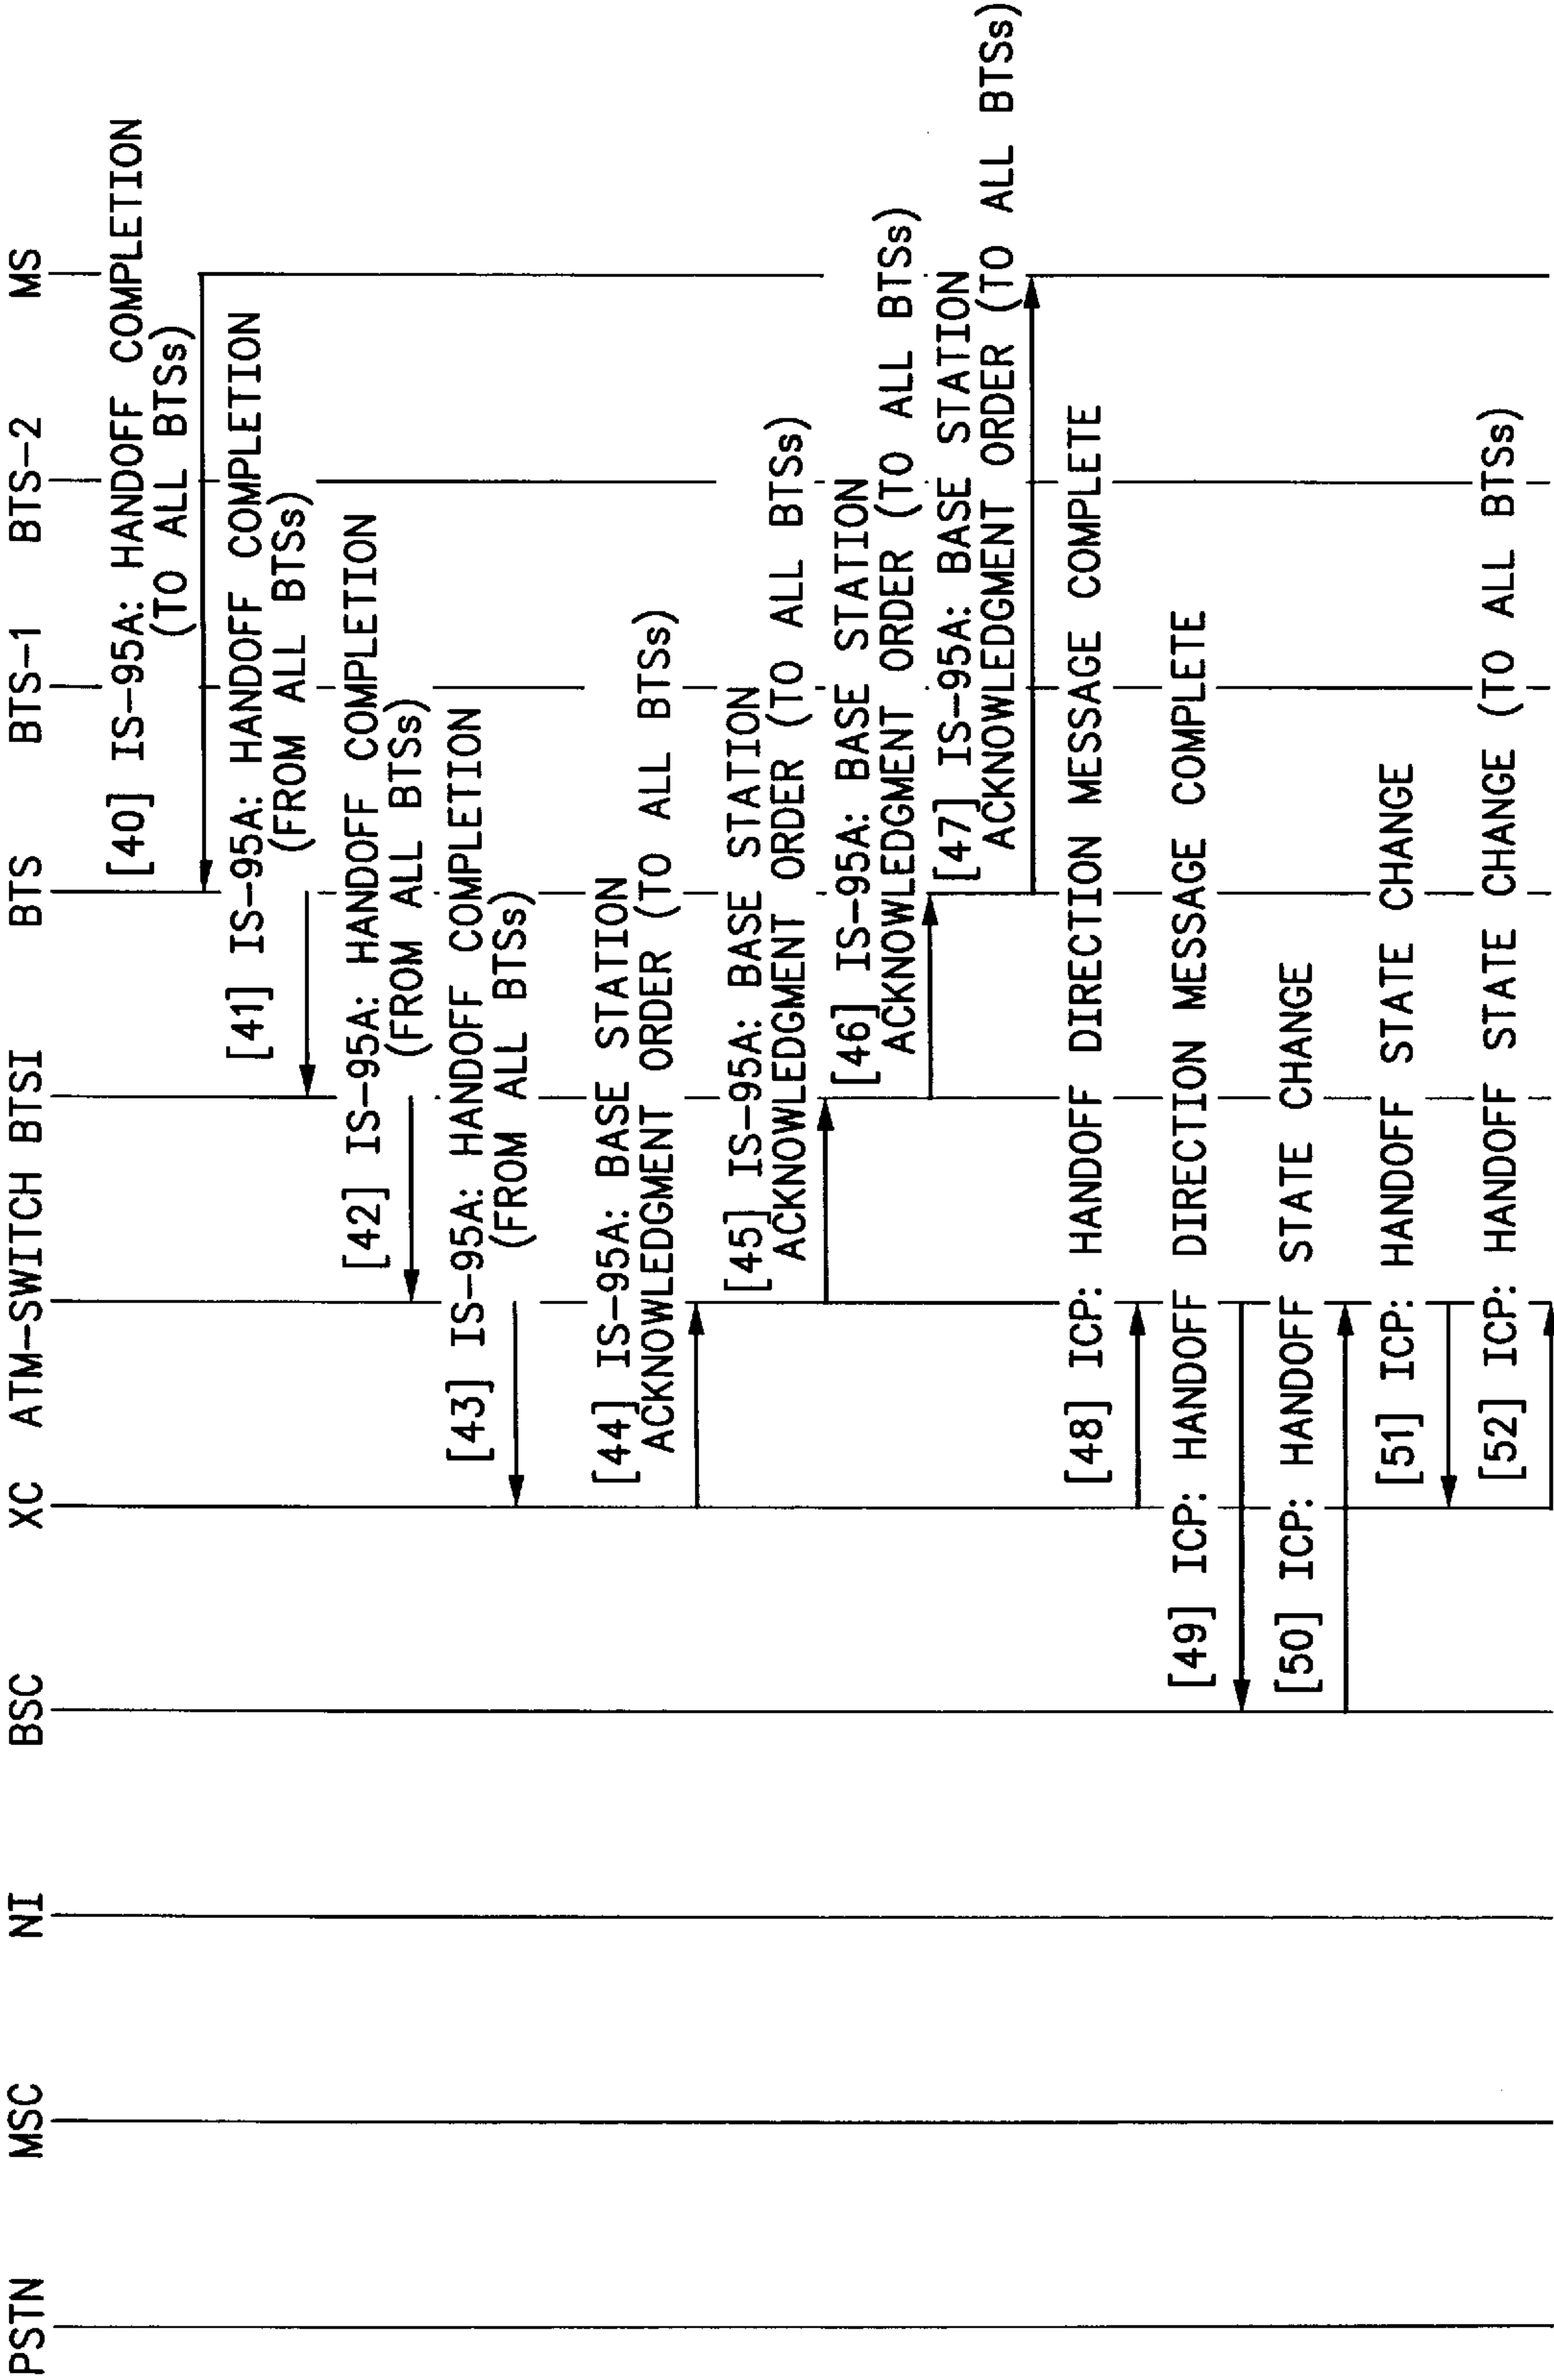 PSTN MSC NI BSC XC ATM-SWITCH BTSI BTS BTS-1 BTS-2 MS
[40] IS-95A: HANDOFF COMPLETION
(TO ALL BTSs)
[41] IS-95A: HANDOFF COMPLETION
(FROM ALL BTSs)
[42] IS-95A: HANDOFF COMPLETION
(FROM ALL BTSs)
[43] IS-95A: HANDOFF COMPLETION
(FROM ALL BTSs)
[44] IS-95A: BASE STATION
ACKNOWLEDGMENT ORDER (TO ALL BTSs)
[45] IS-95A: BASE STATION
ACKNOWLEDGMENT ORDER (TO ALL BTSs)
[46] IS-95A: BASE STATION
ACKNOWLEDGMENT ORDER (TO ALL BTSs)
[47] IS-95A: BASE STATION
ACKNOWLEDGMENT ORDER (TO ALL BTSs)
[48] ICP: HANDOFF DIRECTION MESSAGE COMPLETE
[49] ICP: HANDOFF DIRECTION MESSAGE COMPLETE
[50] ICP: HANDOFF STATE CHANGE
[51] ICP: HANDOFF STATE CHANGE
[52] ICP: HANDOFF STATE CHANGE (TO ALL BTSs)